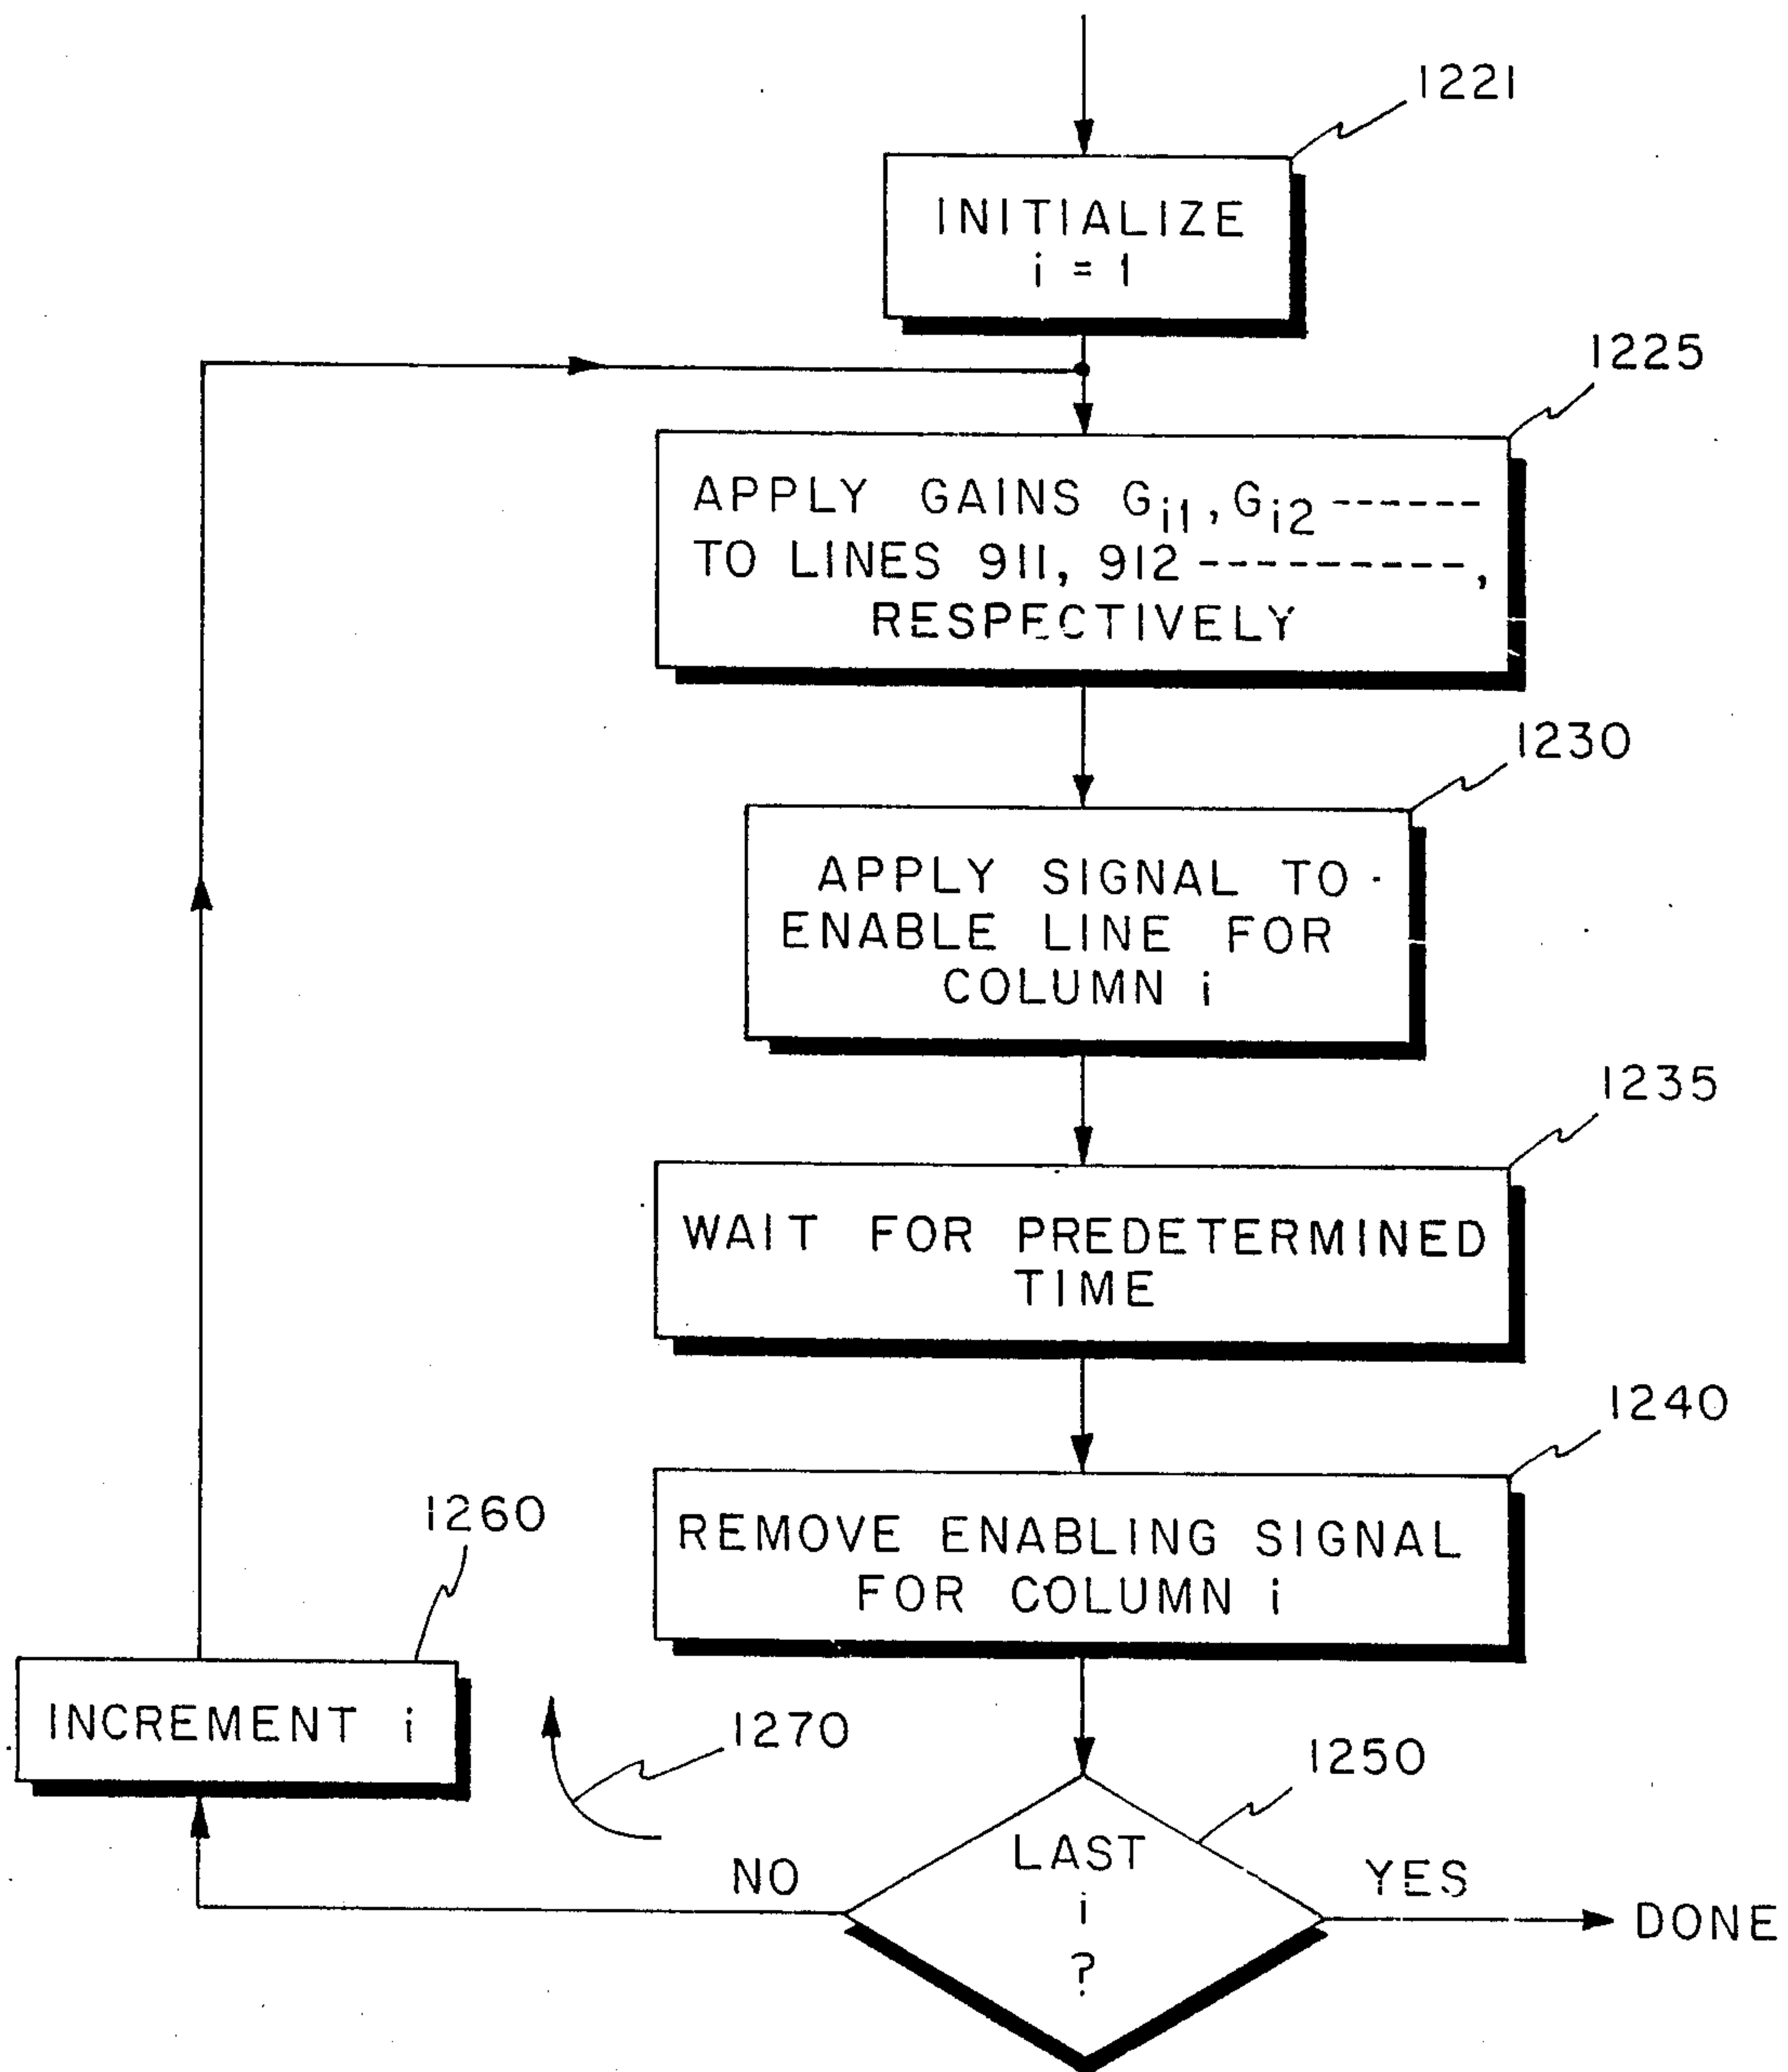 1221
INITIALIZE
i = 1
1225
APPLY GAINS Gi1, Gi2 ------
TO LINES 911, 912 ----------,
RESPECTIVELY
1230
APPLY SIGNAL TO
ENABLE LINE FOR
COLUMN i
1235
WAIT FOR PREDETERMINED
TIME
1240
REMOVE ENABLING SIGNAL
FOR COLUMN i
1260
INCREMENT i
1270
1250
LAST
i
?
NO
YES
DONE